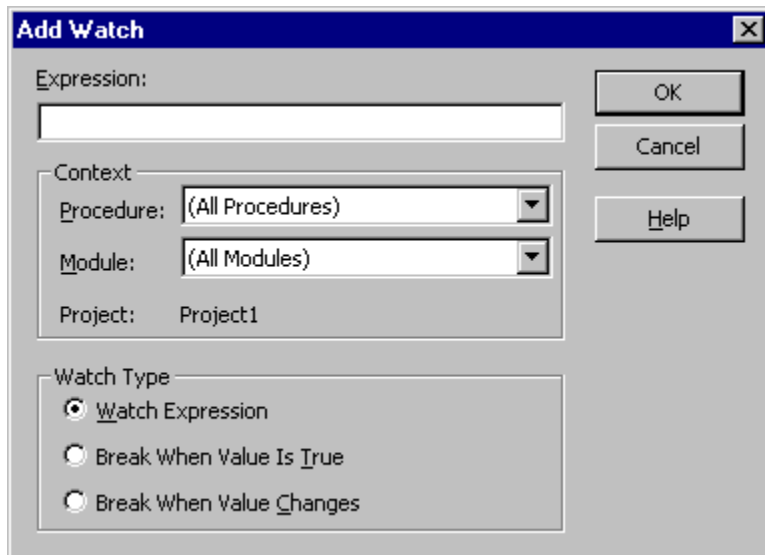 Add Watch
Expression:
OK
Cancel
Help
Context
Procedure: (All Procedures)
Module: (All Modules)
Project: Project1
Watch Type
Watch Expression
Break When Value Is True
Break When Value Changes